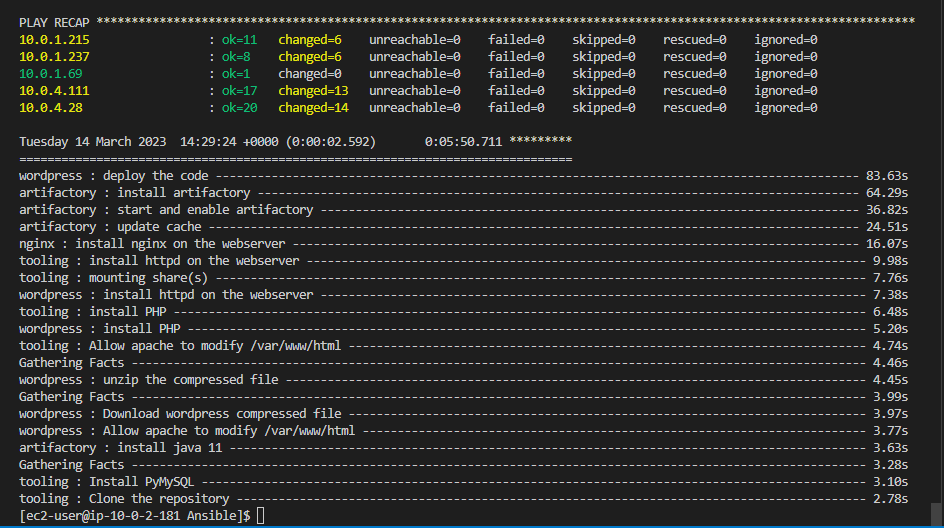 PLAY RECAP *********************************************************************************************************************
10.0.1.215                 : ok=11   changed=6    unreachable=0    failed=0    skipped=0    rescued=0    ignored=0
10.0.1.237                 : ok=8    changed=6    unreachable=0    failed=0    skipped=0    rescued=0    ignored=0
10.0.1.69                  : ok=1    changed=0    unreachable=0    failed=0    skipped=0    rescued=0    ignored=0
10.0.4.111                 : ok=17   changed=13   unreachable=0    failed=0    skipped=0    rescued=0    ignored=0
10.0.4.28                  : ok=20   changed=14   unreachable=0    failed=0    skipped=0    rescued=0    ignored=0
Tuesday 14 March 2023  14:29:24 +0000 (0:00:02.592)       0:05:50.711 *********
===============================================================================
wordpress : deploy the code -------------------------------------------------------------------------------------------- 83.63s
artifactory : install artifactory -------------------------------------------------------------------------------------- 64.29s
artifactory : start and enable artifactory ----------------------------------------------------------------------------- 36.82s
artifactory : update cache --------------------------------------------------------------------------------------------- 24.51s
nginx : install nginx on the webserver --------------------------------------------------------------------------------- 16.07s
tooling : install httpd on the webserver -------------------------------------------------------------------------------- 9.98s
tooling : mounting share(s) --------------------------------------------------------------------------------------------- 7.76s
wordpress : install httpd on the webserver ------------------------------------------------------------------------------ 7.38s
tooling : install PHP --------------------------------------------------------------------------------------------------- 6.48s
wordpress : install PHP ------------------------------------------------------------------------------------------------- 5.20s
tooling : Allow apache to modify /var/www/html -------------------------------------------------------------------------- 4.74s
Gathering Facts --------------------------------------------------------------------------------------------------------- 4.46s
wordpress : unzip the compressed file ----------------------------------------------------------------------------------- 4.45s
Gathering Facts --------------------------------------------------------------------------------------------------------- 3.99s
wordpress : Download wordpress compressed file -------------------------------------------------------------------------- 3.97s
wordpress : Allow apache to modify /var/www/html ------------------------------------------------------------------------ 3.77s
artifactory : install java 11 ------------------------------------------------------------------------------------------- 3.63s
Gathering Facts --------------------------------------------------------------------------------------------------------- 3.28s
tooling : Install PyMySQL ----------------------------------------------------------------------------------------------- 3.10s
tooling : Clone the repository ------------------------------------------------------------------------------------------ 2.78s
[ec2-user@ip-10-0-2-181 Ansible]$